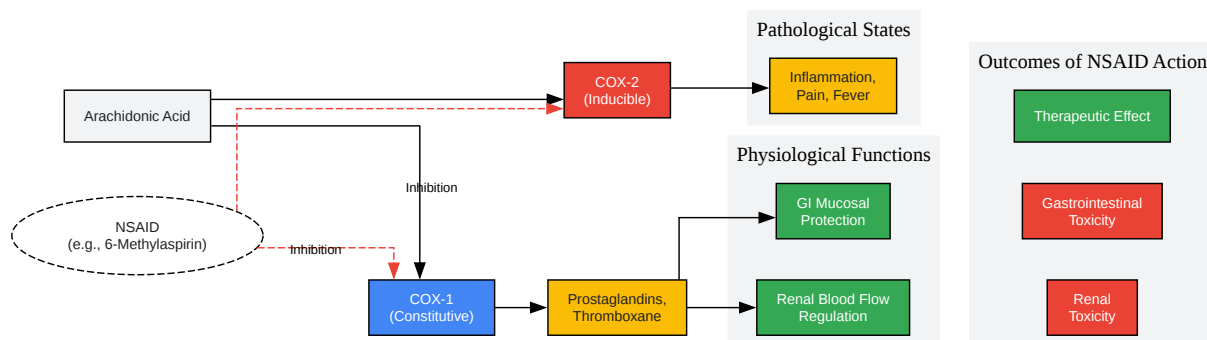 Pathological States
Outcomes of NSAID Action
COX-2
(Inducible)
Inflammation,
Pain, Fever
Arachidonic Acid
Therapeutic Effect
Physiological Functions
Inhibition
GI Mucosal
Protection
Gastrointestinal
Toxicity
NSAID
(e.g., 6-Methylaspirin)
Inhibition
COX-1
(Constitutive)
Prostaglandins,
Thromboxane
Renal Blood Flow
Regulation
Renal
Toxicity